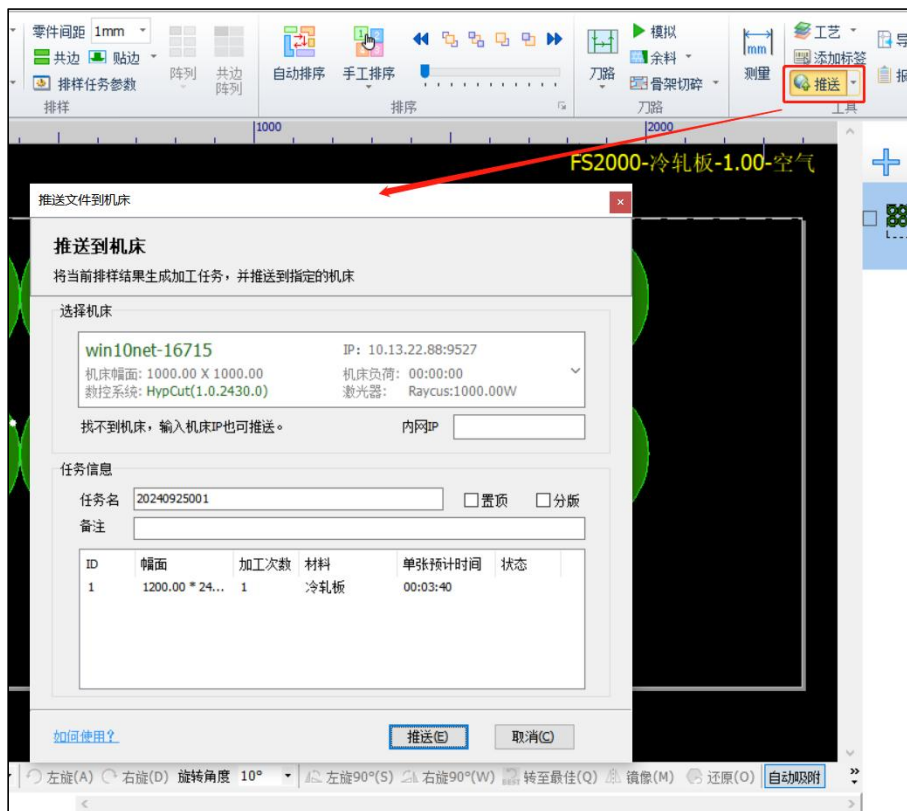 零件间距 1mm
共边 贴边
排样任务参数
排样
阵列
共边
阵列
自动排序
手工排序
排序
刀路
模拟
余料
骨架切碎
刀路
mm
测量
工艺
添加标签
推送
工具
导
报
1000
2000
FS2000-冷轧板-1.00-空气
推送文件到机床
推送到机床
将当前排样结果生成加工任务，并推送到指定的机床
选择机床
win10net-16715 IP: 10.13.22.88:9527
机床幅面: 1000.00 X 1000.00 机床负荷: 00:00:00
数控系统: HypCut(1.0.2430.0) 激光器: Raycus:1000.00W
找不到机床，输入机床IP也可推送。 内网IP
任务信息
任务名 20240925001 置顶 分版
备注
ID 幅面 加工次数 材料 单张预计时间 状态
1 1200.00 * 24... 1 冷轧板 00:03:40
如何使用? 推送(E) 取消(C)
左旋(A) 右旋(D) 旋转角度 10° 左旋90°(S) 右旋90°(W) 转至最佳(Q) 镜像(M) 还原(O) 自动吸附